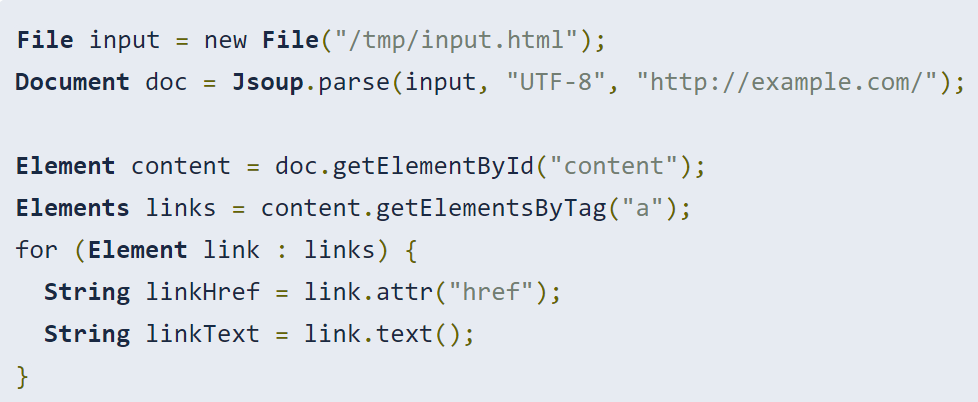 File input = new File("/tmp/input.html");
Document doc = Jsoup.parse(input, "UTF-8", "http://example.com/");

Element content = doc.getElementById("content");
Elements links = content.getElementsByTag("a");
for (Element link : links) {
  String linkHref = link.attr("href");
  String linkText = link.text();
}